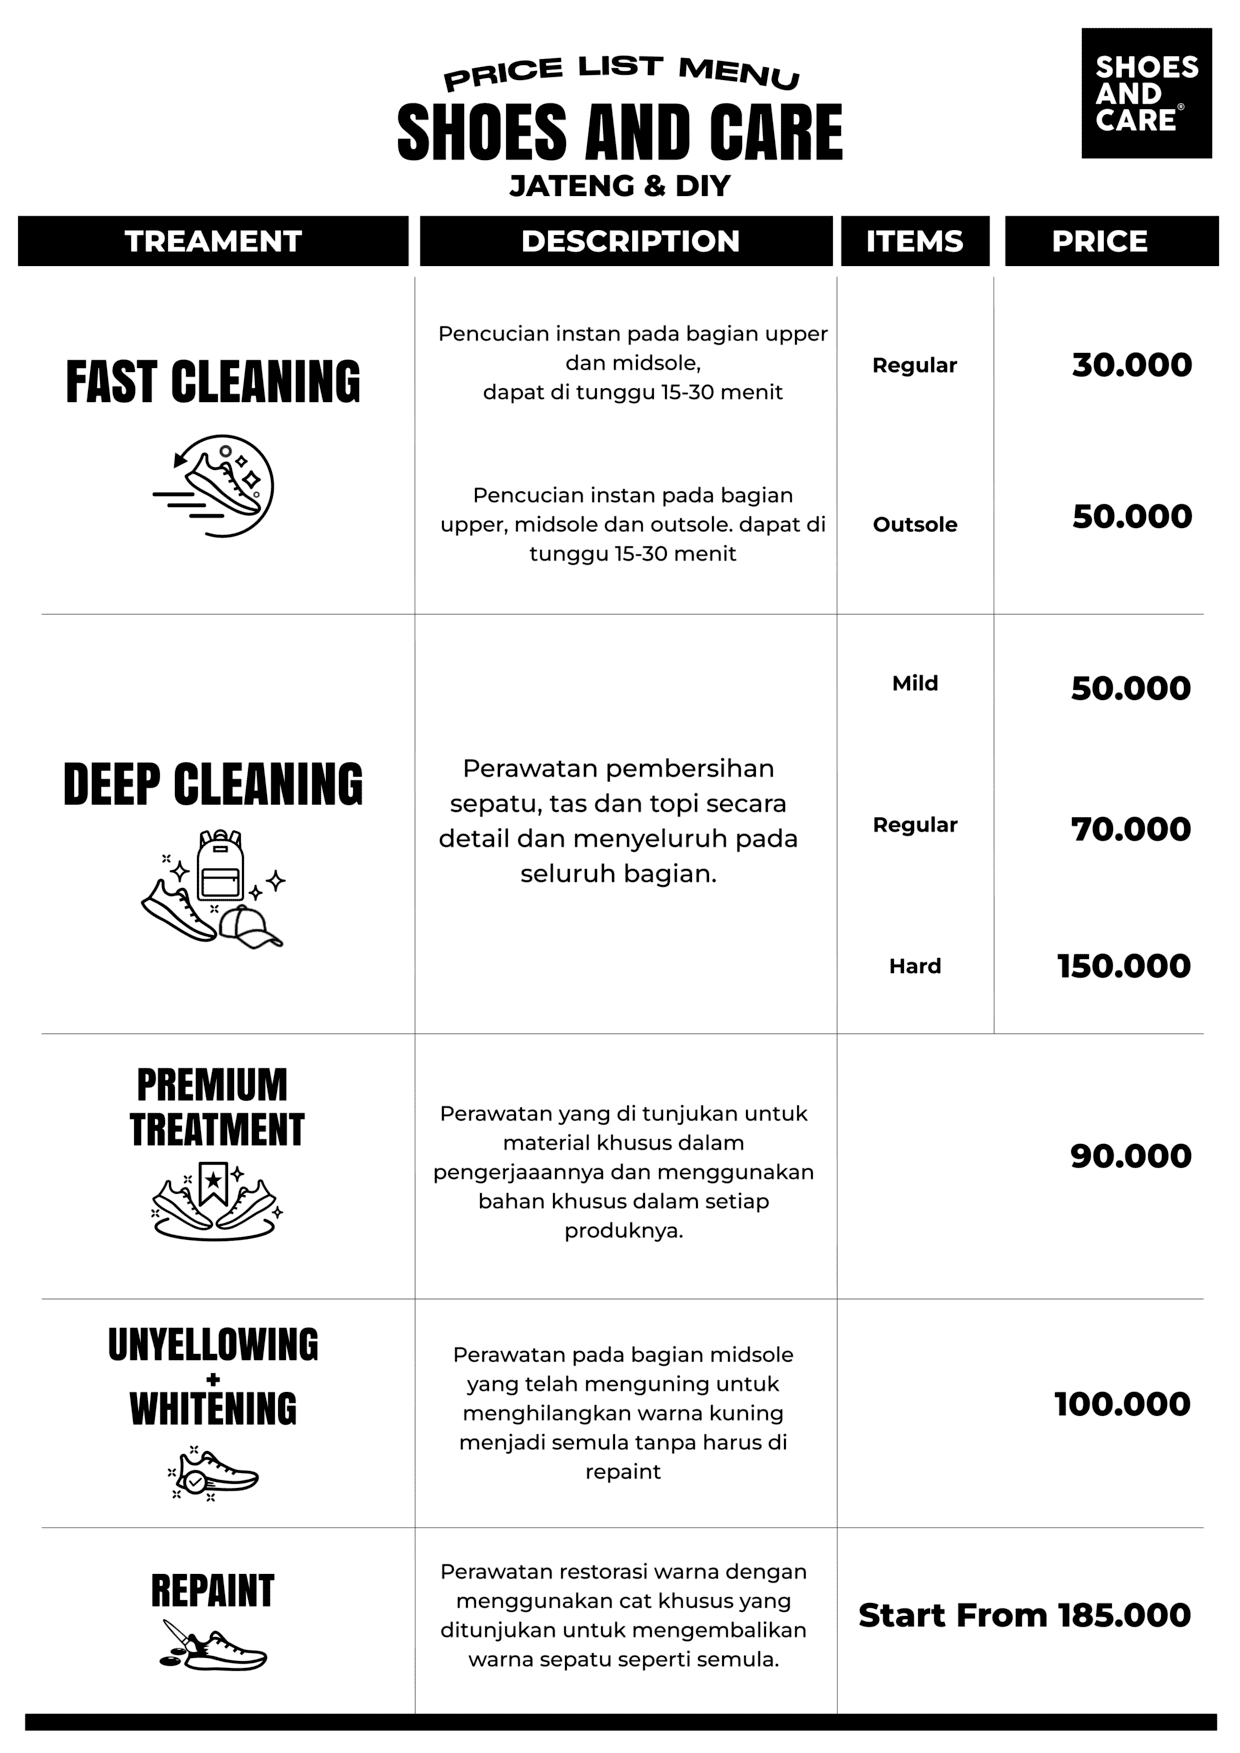 PRICE LIST MENU
SHOES AND CARE
JATENG & DIY
SHOES
AND
CARE®
TREAMENT DESCRIPTION ITEMS PRICE
FAST CLEANING
Pencucian instan pada bagian upper
dan midsole,
dapat di tunggu 15-30 menit
Regular 30.000
Pencucian instan pada bagian
upper, midsole dan outsole. dapat di
tunggu 15-30 menit
Outsole 50.000
DEEP CLEANING
Perawatan pembersihan
sepatu, tas dan topi secara
detail dan menyeluruh pada
seluruh bagian.
Mild 50.000
Regular 70.000
Hard 150.000
PREMIUM
TREATMENT
Perawatan yang di tunjukan untuk
material khusus dalam
pengerjaaannya dan menggunakan
bahan khusus dalam setiap
produknya.
90.000
UNYELLOWING
+
WHITENING
Perawatan pada bagian midsole
yang telah menguning untuk
menghilangkan warna kuning
menjadi semula tanpa harus di
repaint
100.000
REPAINT
Perawatan restorasi warna dengan
menggunakan cat khusus yang
ditunjukan untuk mengembalikan
warna sepatu seperti semula.
Start From 185.000